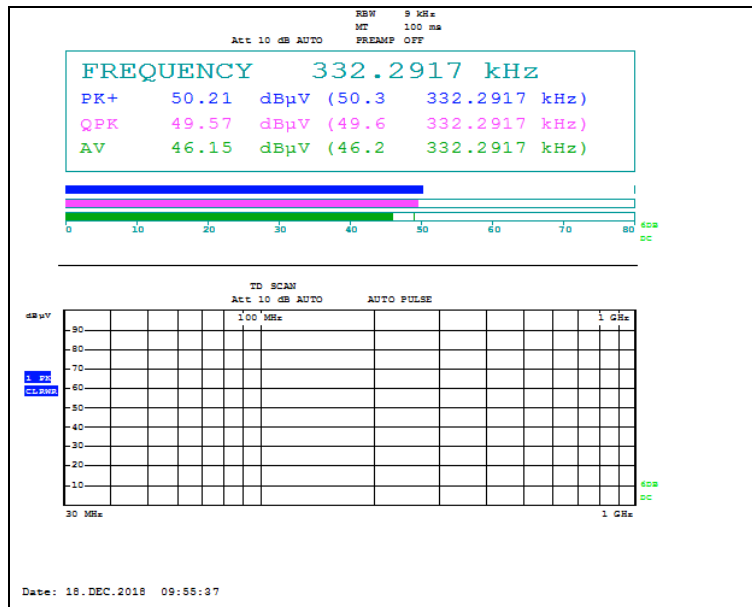 RBW 9 kHz
MT 100 ms
Att 10 dB AUTO PREAMP OFF
FREQUENCY 332.2917 kHz
PK+ 50.21 dBµV (50.3 332.2917 kHz)
QPK 49.57 dBµV (49.6 332.2917 kHz)
AV 46.15 dBµV (46.2 332.2917 kHz)
0 10 20 30 40 50 60 70 80
6DB
DC
TD SCAN
Att 10 dB AUTO AUTO PULSE
dBµV
100 MHz 1 GHz
90
80
70
1 PK
60
CLRWR
50
40
30
20
10
6DB
DC
30 MHz 1 GHz
Date: 18.DEC.2018 09:55:37